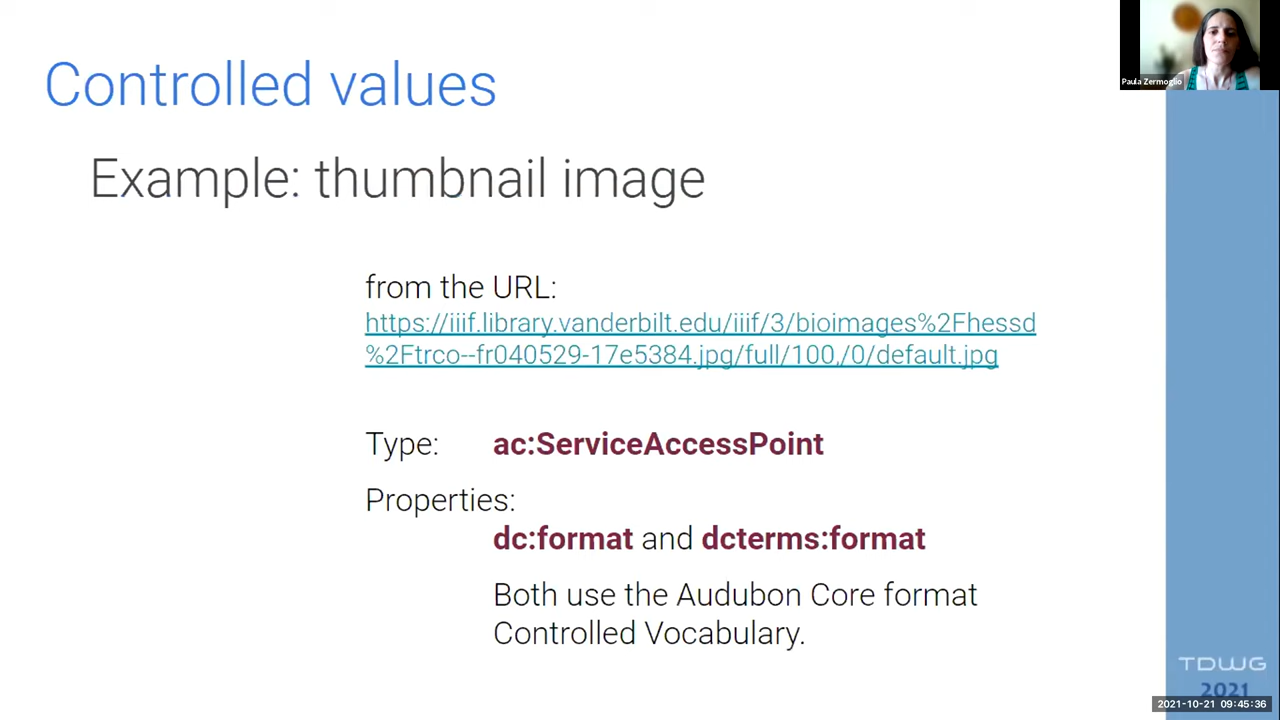 Controlled values
Paula Zermoglio
Example: thumbnail image
from the URL:
https://iiif.library.vanderbilt.edu/iiif/3/bioimages%2Fhessd
%2Ftrco--fr040529-17e5384.jpg/full/100,/0/default.jpg
Type: ac:ServiceAccessPoint
Properties:
dc:format and dcterms:format
Both use the Audubon Core format
Controlled Vocabulary.
TDWG
2021
2021-10-21 09:45:36